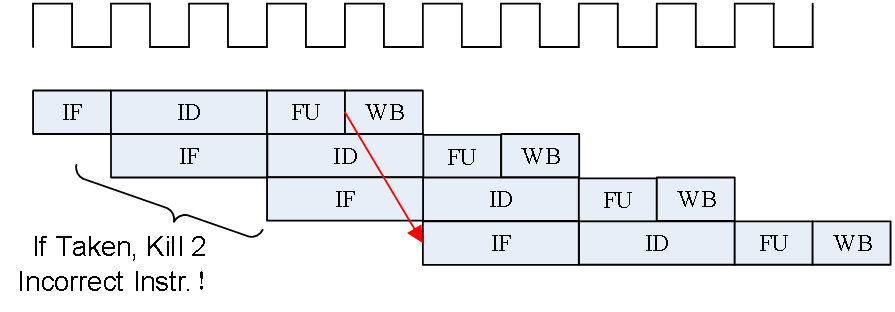 IF ID FU WB
IF ID FU WB
IF ID FU WB
IF ID FU WB
If Taken, Kill 2
Incorrect Instr.！